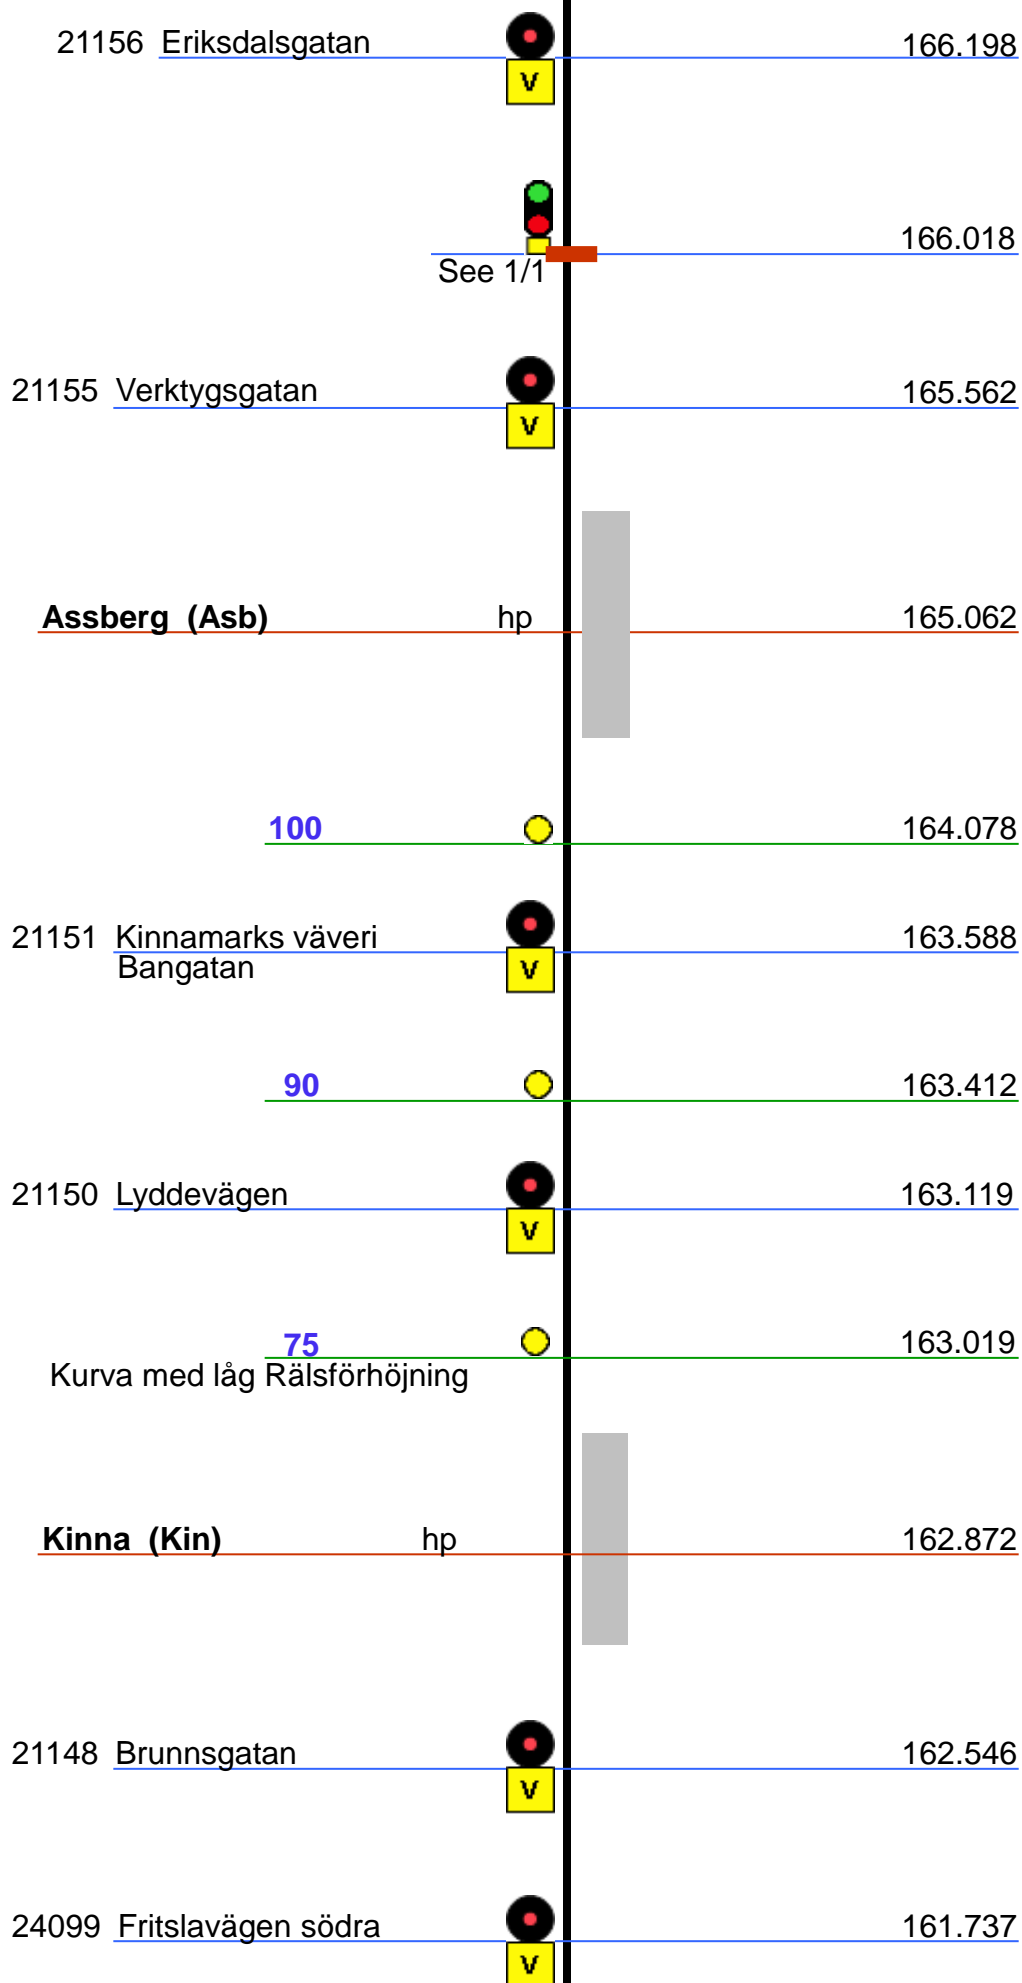 21156 Eriksdalsgatan 166.198
V
166.018
See 1/1
21155 Verktygsgatan 165.562
V
Assberg (Asb) hp 165.062
100 164.078
21151 Kinnamarks väveri 163.588
Bangatan V
90 163.412
21150 Lyddevägen 163.119
V
75 163.019
Kurva med låg Rälsförhöjning
Kinna (Kin) hp 162.872
21148 Brunnsgatan 162.546
V
24099 Fritslavägen södra 161.737
V